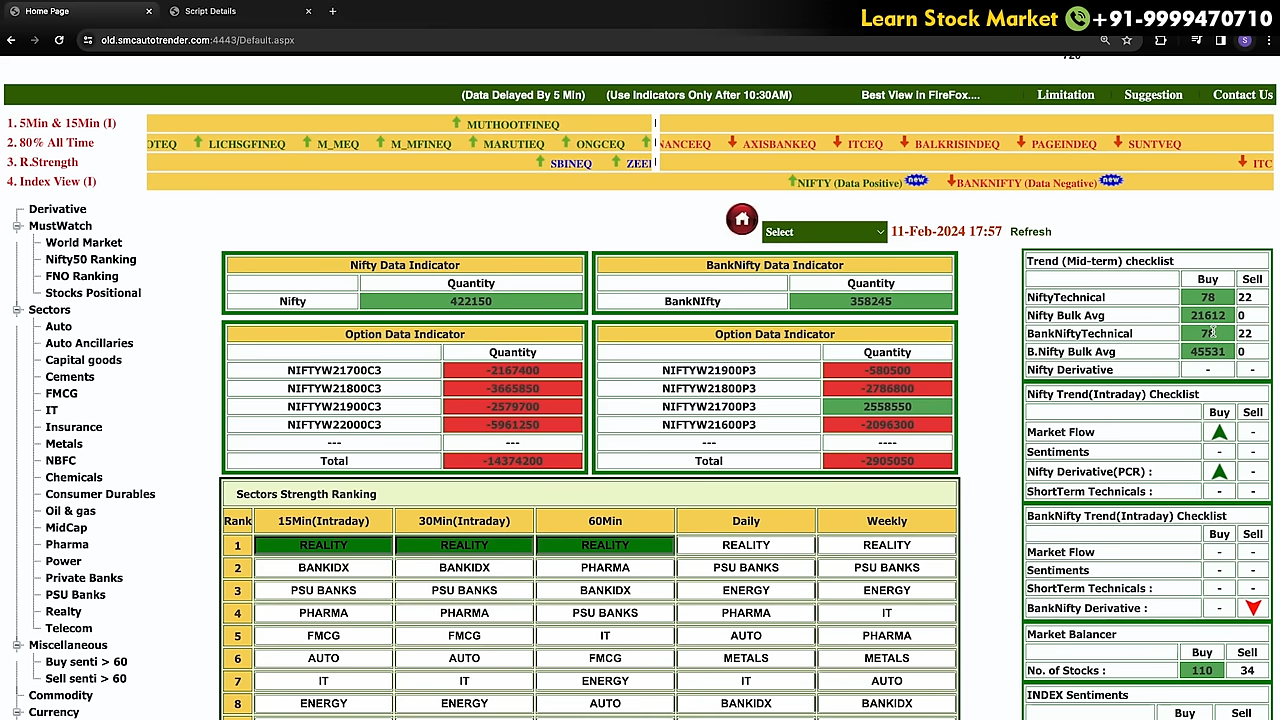 Home Page
Script Details
Learn Stock Market +91-9999470710
old.smcautotrender.com:4443/Default.aspx
S
(Data Delayed By 5 Min) (Use Indicators Only After 10:30AM) Best View In FireFox.... Limitation Suggestion Contact Us
1. 5Min & 15Min (I) MUTHOOTFINEQ
2. 80% All Time OTEQ LICHSGFINEQ M_MEQ M_MFINEQ MARUTIEQ ONGCEQ NANCEEQ AXISBANKEQ ITCEQ BALKRISINDEQ PAGEINDEQ SUNTVEQ
3. R.Strength SBINEQ ZEEI ITC
4. Index View (I) NIFTY (Data Positive) new BANKNIFTY (Data Negative) new
Select 11-Feb-2024 17:57 Refresh
Derivative
MustWatch
World Market
Nifty50 Ranking
FNO Ranking
Stocks Positional
Sectors
Auto
Auto Ancillaries
Capital goods
Cements
FMCG
IT
Insurance
Metals
NBFC
Chemicals
Consumer Durables
Oil & gas
MidCap
Pharma
Power
Private Banks
PSU Banks
Realty
Telecom
Miscellaneous
Buy senti > 60
Sell senti > 60
Commodity
Currency
Nifty Data Indicator
Quantity
Nifty 422150
BankNifty Data Indicator
Quantity
BankNIfty 358245
Option Data Indicator
Quantity
NIFTYW21700C3 -2167400
NIFTYW21800C3 -3665850
NIFTYW21900C3 -2579700
NIFTYW22000C3 -5961250
--- ---
Total -14374200
Option Data Indicator
Quantity
NIFTYW21900P3 -580500
NIFTYW21800P3 -2786800
NIFTYW21700P3 2558550
NIFTYW21600P3 -2096300
--- ----
Total -2905050
Sectors Strength Ranking
Rank 15Min(Intraday) 30Min(Intraday) 60Min Daily Weekly
1 REALITY REALITY REALITY REALITY REALITY
2 BANKIDX BANKIDX PHARMA PSU BANKS PSU BANKS
3 PSU BANKS PSU BANKS BANKIDX ENERGY ENERGY
4 PHARMA PHARMA PSU BANKS PHARMA IT
5 FMCG FMCG IT AUTO PHARMA
6 AUTO AUTO FMCG METALS METALS
7 IT IT ENERGY IT AUTO
8 ENERGY ENERGY AUTO BANKIDX BANKIDX
Trend (Mid-term) checklist
Buy Sell
NiftyTechnical 78 22
Nifty Bulk Avg 21612 0
BankNiftyTechnical 78 22
B.Nifty Bulk Avg 45531 0
Nifty Derivative - -
Nifty Trend(Intraday) Checklist
Buy Sell
Market Flow -
Sentiments - -
Nifty Derivative(PCR) : -
ShortTerm Technicals : - -
BankNifty Trend(Intraday) Checklist
Buy Sell
Market Flow - -
Sentiments - -
ShortTerm Technicals : - -
BankNifty Derivative : -
Market Balancer
Buy Sell
No. of Stocks : 110 34
INDEX Sentiments
Buy Sell